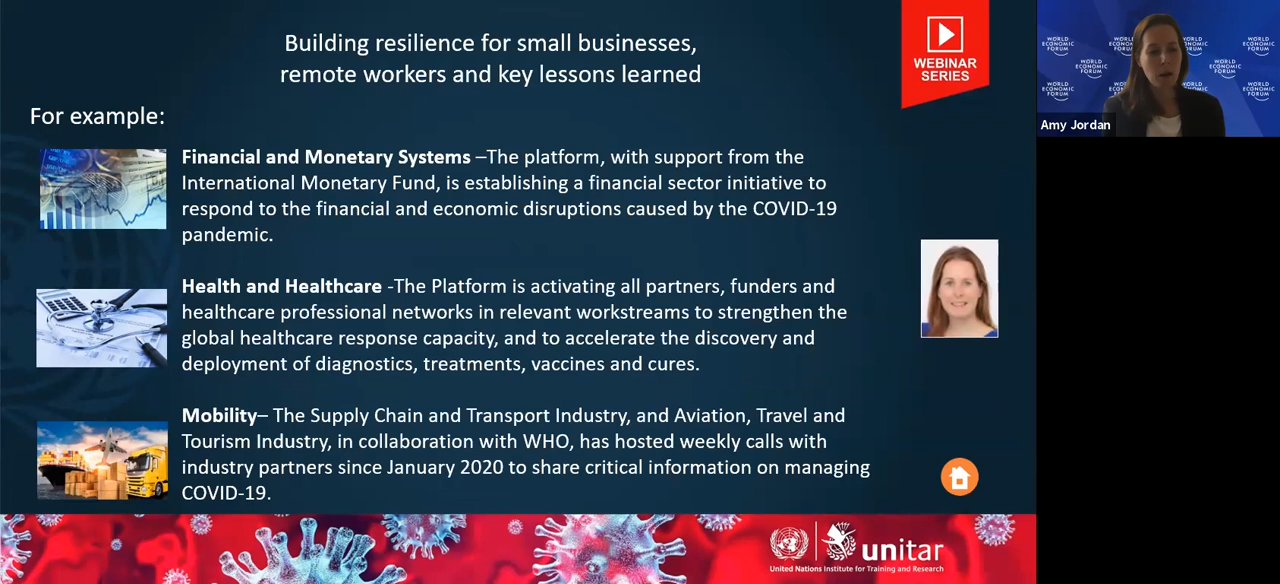 Building resilience for small businesses,
remote workers and key lessons learned
WEBINAR
SERIES
For example:
Financial and Monetary Systems –The platform, with support from the
International Monetary Fund, is establishing a financial sector initiative to
respond to the financial and economic disruptions caused by the COVID-19
pandemic.
Health and Healthcare -The Platform is activating all partners, funders and
healthcare professional networks in relevant workstreams to strengthen the
global healthcare response capacity, and to accelerate the discovery and
deployment of diagnostics, treatments, vaccines and cures.
Mobility– The Supply Chain and Transport Industry, and Aviation, Travel and
Tourism Industry, in collaboration with WHO, has hosted weekly calls with
industry partners since January 2020 to share critical information on managing
COVID-19.
unitar
United Nations Institute for Training and Research
WORLD
ECONOMIC
FORUM
Amy Jordan